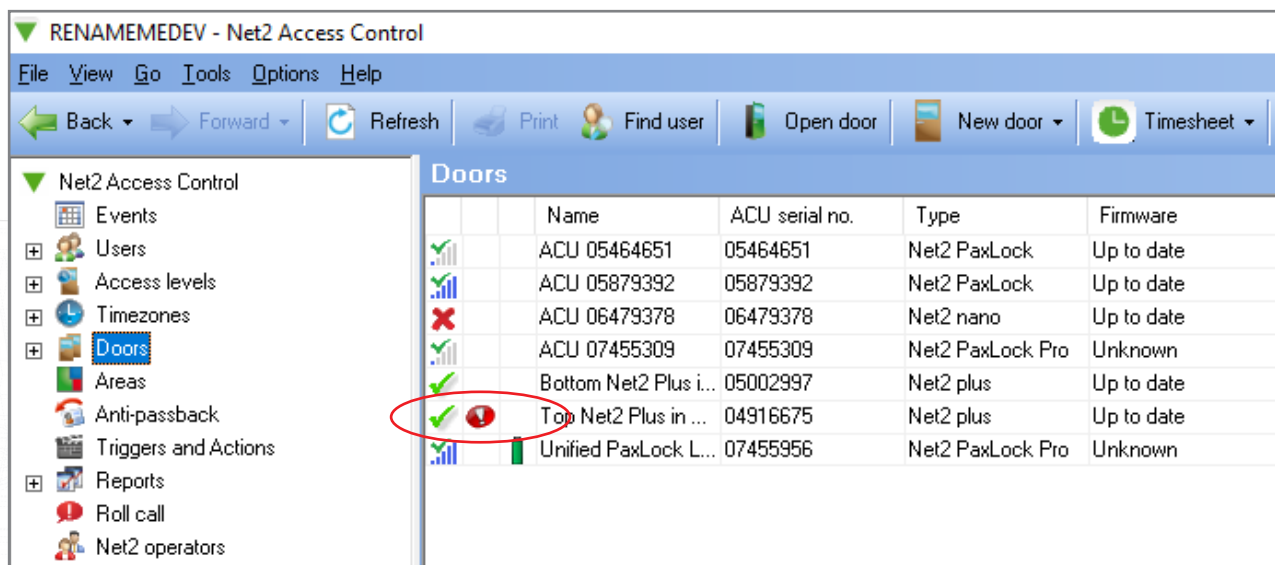 RENAMEMEDEV - Net2 Access Control
File View Go Tools Options Help
Back Forward Refresh Print Find user Open door New door Timesheet
Net2 Access Control
Events
Users
Access levels
Timezones
Doors
Areas
Anti-passback
Triggers and Actions
Reports
Roll call
Net2 operators
Doors
Name ACU serial no. Type Firmware
ACU 05464651 05464651 Net2 PaxLock Up to date
ACU 05879392 05879392 Net2 PaxLock Up to date
ACU 06479378 06479378 Net2 nano Up to date
ACU 07455309 07455309 Net2 PaxLock Pro Unknown
Bottom Net2 Plus i... 05002997 Net2 plus Up to date
Top Net2 Plus in ... 04916675 Net2 plus Up to date
Unified PaxLock L... 07455956 Net2 PaxLock Pro Unknown